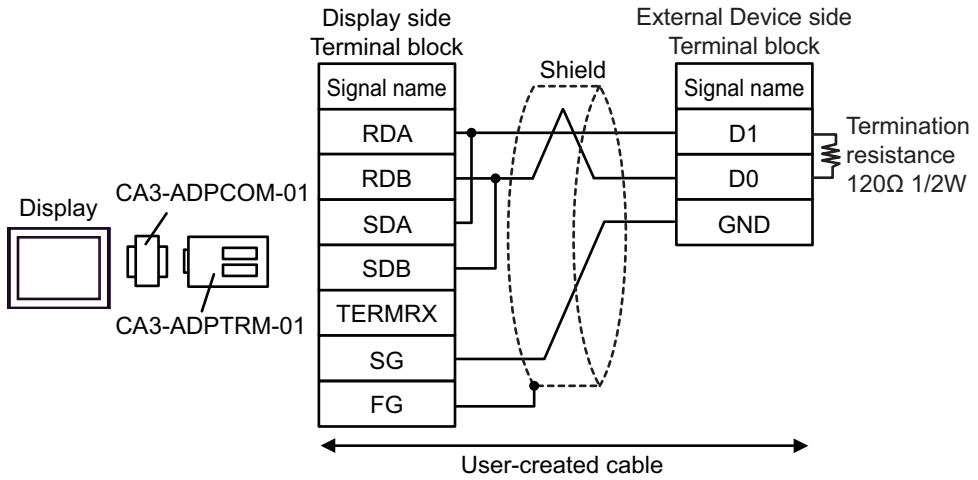 Display side
Terminal block
External Device side
Terminal block
Shield
Signal name
RDA
RDB
SDA
SDB
TERMRX
SG
FG
Signal name
D1
D0
GND
Termination
resistance
120Ω 1/2W
Display
CA3-ADPCOM-01
CA3-ADPTRM-01
User-created cable